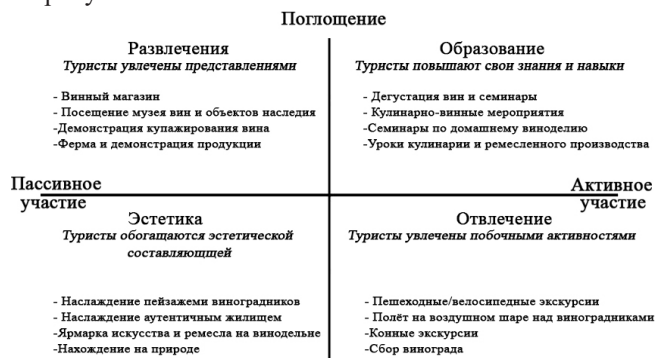 Поглощение
Развлечения
Туристы увлечены представлениями
- Винный магазин
- Посещение музея вин и объектов наследия
-Демонстрация купажирования вина
-Ферма и демонстрация продукции
Образование
Туристы повышают свои знания и навыки
- Дегустация вин и семинары
- Кулинарно-винные мероприятия
-Семинары по домашнему виноделию
-Уроки кулинарии и ремесленного производства
Пассивное
участие
Активное
участие
Эстетика
Туристы обогащаются эстетической
составляющщей
- Наслаждение пейзажеми виноградников
- Наслаждение аутентичным жилищем
-Ярмарка искусства и ремесла на винодельне
-Нахождение на природе
Отвлечение
Туристы увлечены побочными активностями
- Пешеходные/велосипедные экскурсии
- Полёт на воздушном шаре над виноградниками
-Конные экскурсии
-Сбор винограда